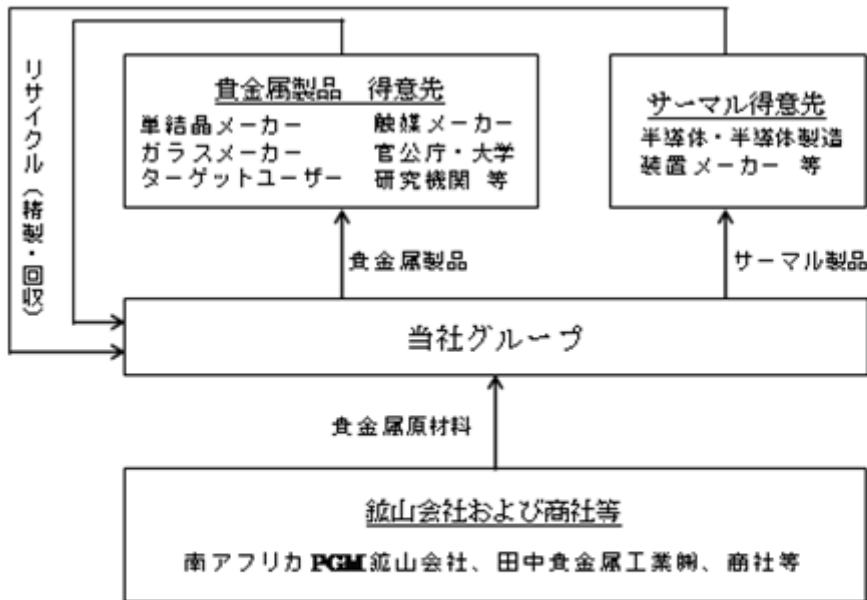 リサイクル（精製・回収）
貴金属製品　得意先
単結晶メーカー　触媒メーカー
ガラスメーカー　官公庁・大学
ターゲットユーザー　研究機関 等
サーマル得意先
半導体・半導体製造
装置メーカー 等
貴金属製品
サーマル製品
当社グループ
貴金属原材料
鉱山会社および商社等
南アフリカPGM鉱山会社、田中貴金属工業㈱、商社等